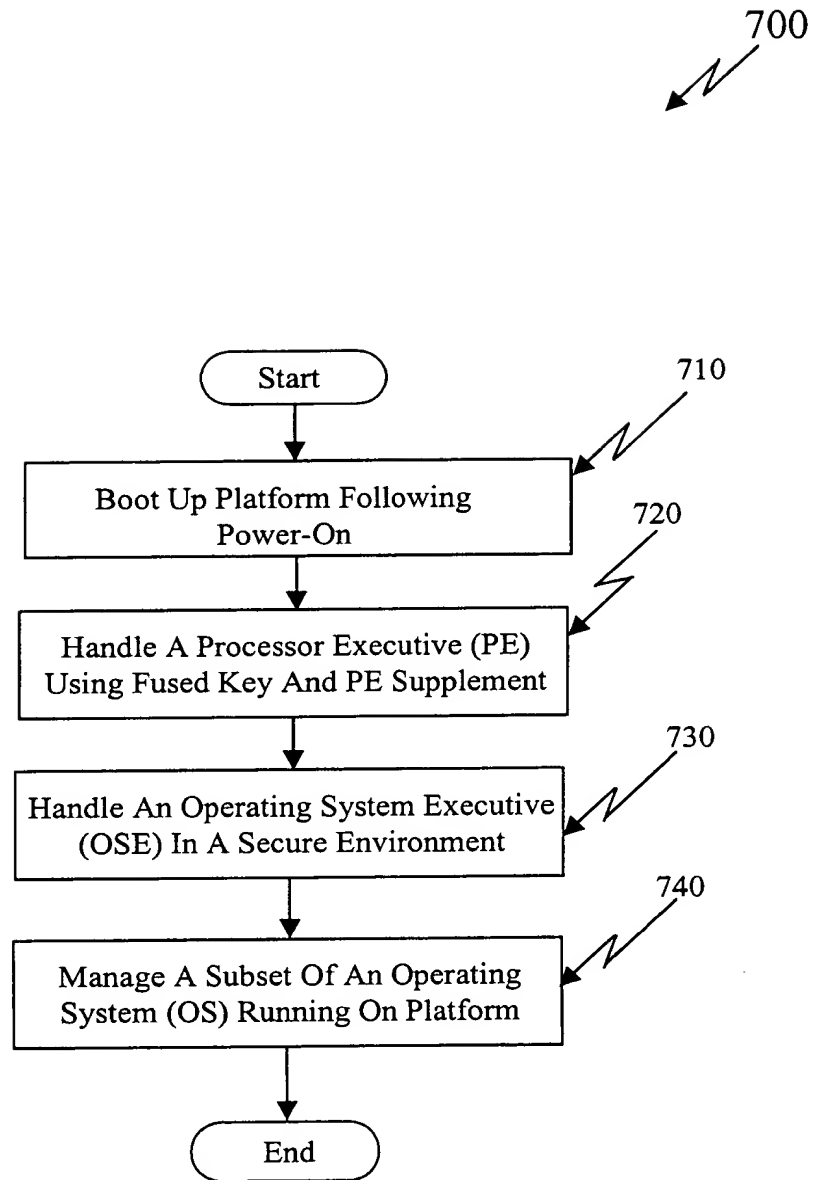 700
Start
710
Boot Up Platform Following
Power-On
720
Handle A Processor Executive (PE)
Using Fused Key And PE Supplement
730
Handle An Operating System Executive
(OSE) In A Secure Environment
740
Manage A Subset Of An Operating
System (OS) Running On Platform
End